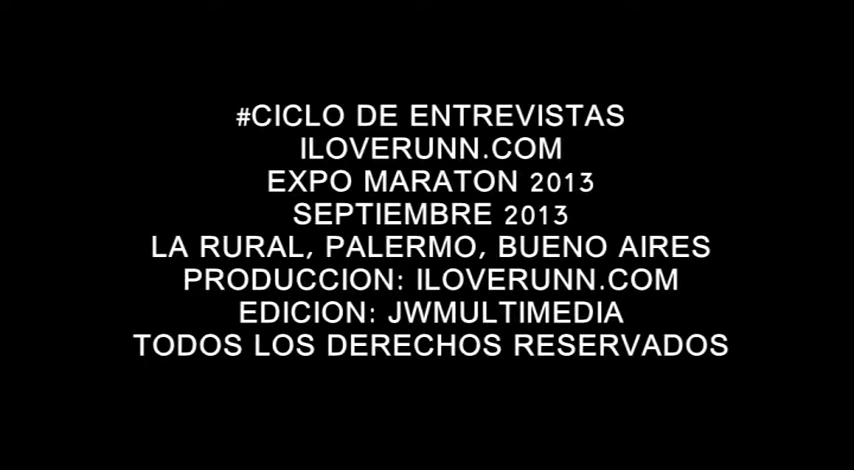 #CICLO DE ENTREVISTAS
ILOVERUNN.COM
EXPO MARATON 2013
SEPTIEMBRE 2013
LA RURAL, PALERMO, BUENO AIRES
PRODUCCION: ILOVERUNN.COM
EDICION: JWMULTIMEDIA
TODOS LOS DERECHOS RESERVADOS